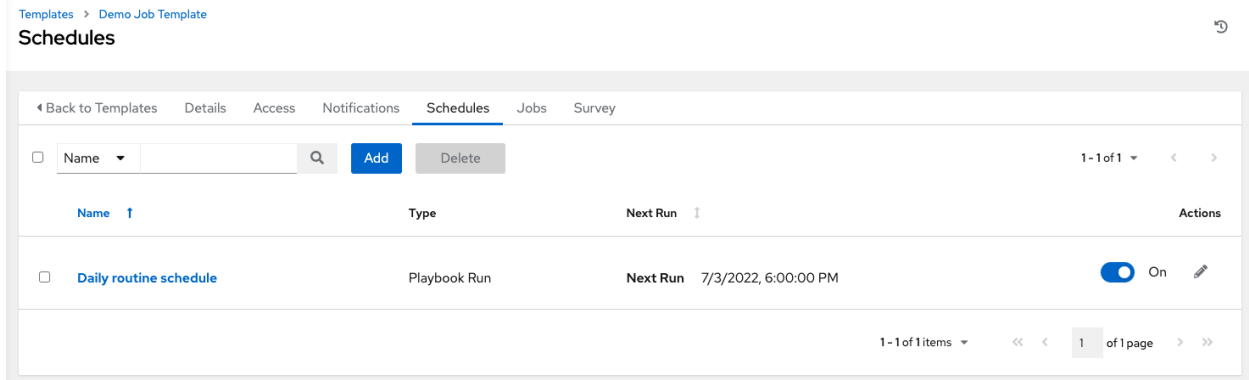 Templates > Demo Job Template
Schedules
Back to Templates Details Access Notifications Schedules Jobs Survey
Name Add Delete 1 - 1 of 1
Name Type Next Run Actions
Daily routine schedule Playbook Run Next Run 7/3/2022, 6:00:00 PM On
1 - 1 of 1 items 1 of 1 page